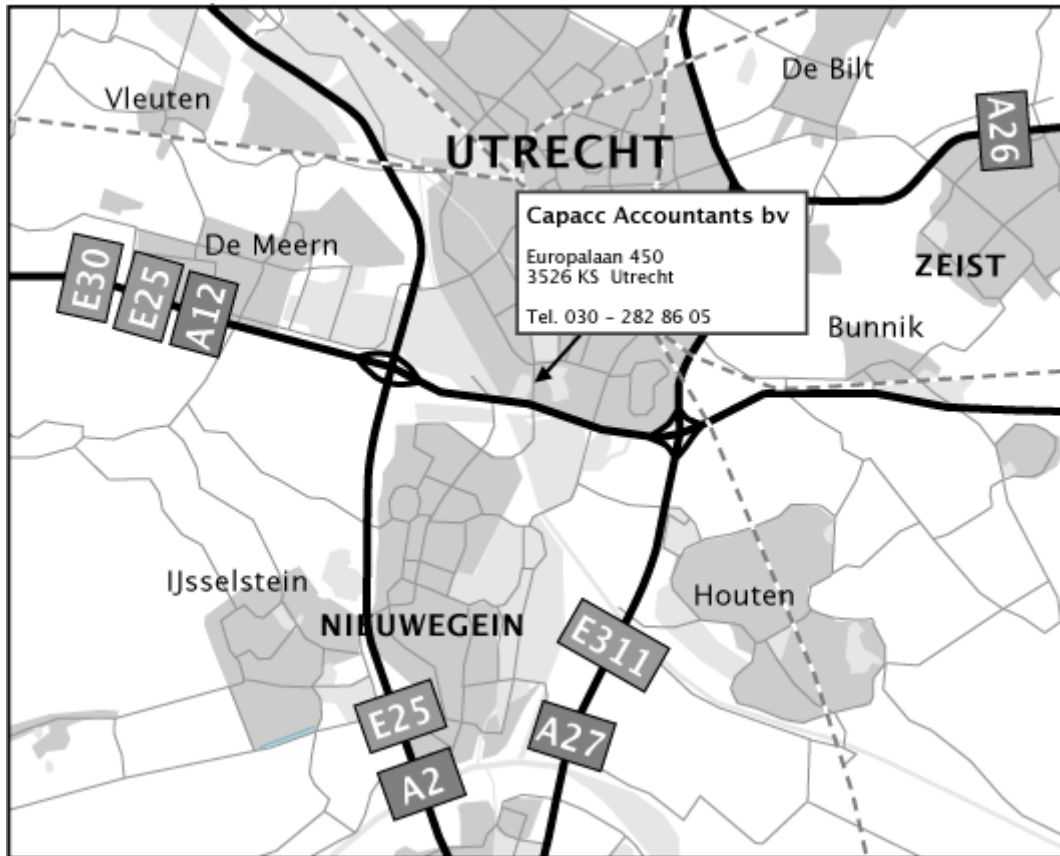 De Bilt
Vleuten
A26
UTRECHT
Capacc Accountants bv
Europalaan 450
3526 KS Utrecht
Tel. 030 – 282 86 05
De Meern
ZEIST
E30
E25
A12
Bunnik
IJsselstein
Houten
NIEUWEGEIN
E311
E25
A27
A2